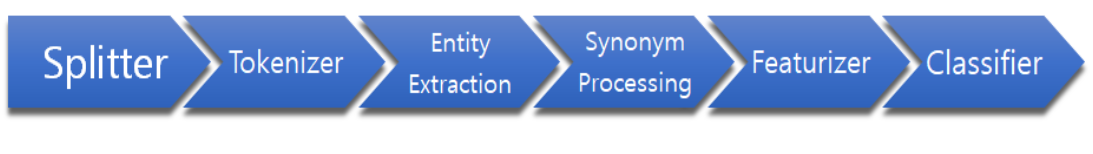 Splitter
Tokenizer
Entity
Extraction
Synonym
Processing
Featurizer
Classifier